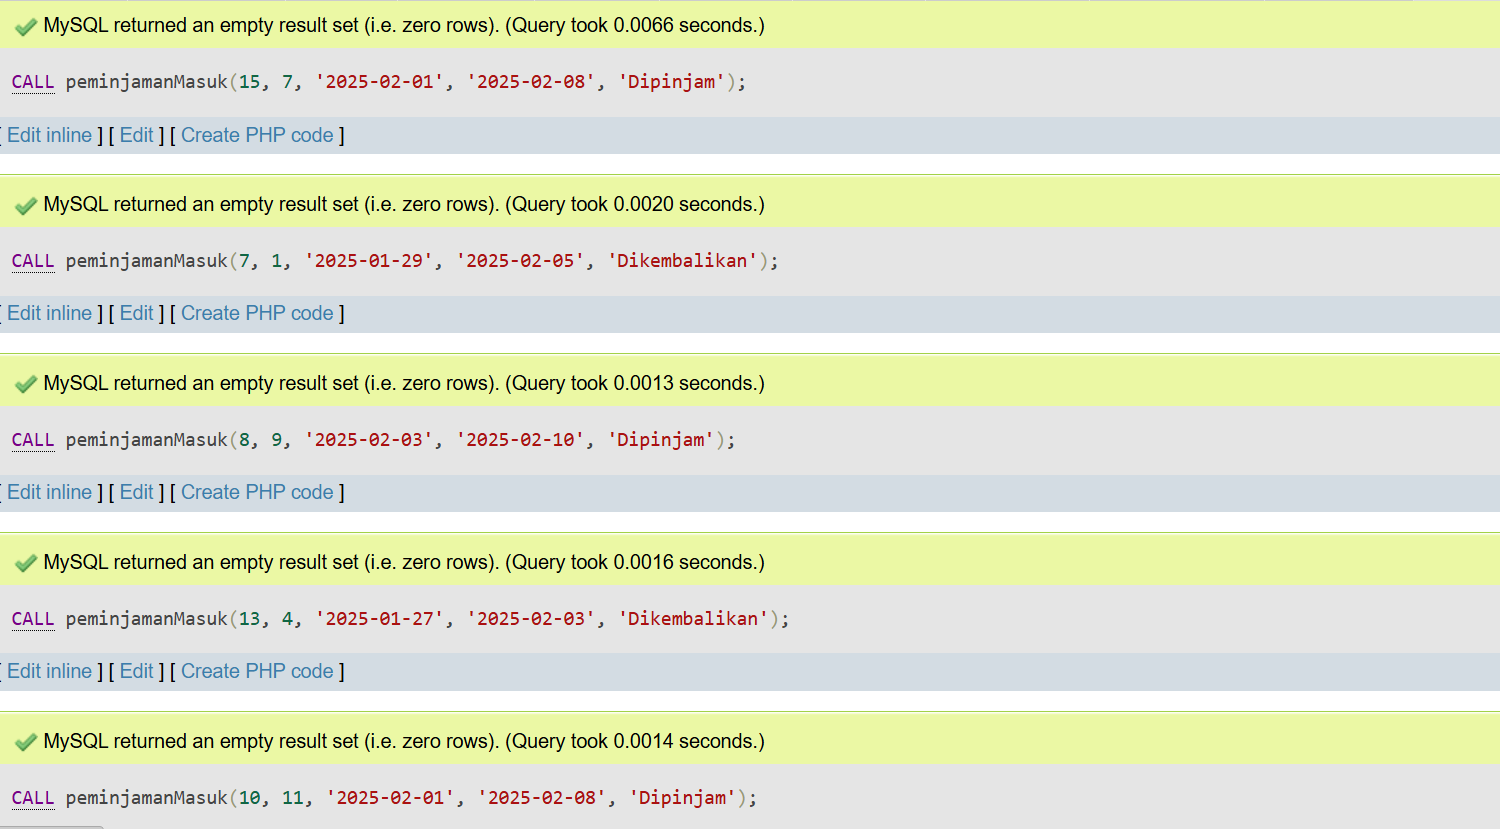 MySQL returned an empty result set (i.e. zero rows). (Query took 0.0066 seconds.)
CALL peminjamanMasuk(15, 7, '2025-02-01', '2025-02-08', 'Dipinjam');
[ Edit inline ] [ Edit ] [ Create PHP code ]
MySQL returned an empty result set (i.e. zero rows). (Query took 0.0020 seconds.)
CALL peminjamanMasuk(7, 1, '2025-01-29', '2025-02-05', 'Dikembalikan');
[ Edit inline ] [ Edit ] [ Create PHP code ]
MySQL returned an empty result set (i.e. zero rows). (Query took 0.0013 seconds.)
CALL peminjamanMasuk(8, 9, '2025-02-03', '2025-02-10', 'Dipinjam');
[ Edit inline ] [ Edit ] [ Create PHP code ]
MySQL returned an empty result set (i.e. zero rows). (Query took 0.0016 seconds.)
CALL peminjamanMasuk(13, 4, '2025-01-27', '2025-02-03', 'Dikembalikan');
[ Edit inline ] [ Edit ] [ Create PHP code ]
MySQL returned an empty result set (i.e. zero rows). (Query took 0.0014 seconds.)
CALL peminjamanMasuk(10, 11, '2025-02-01', '2025-02-08', 'Dipinjam');